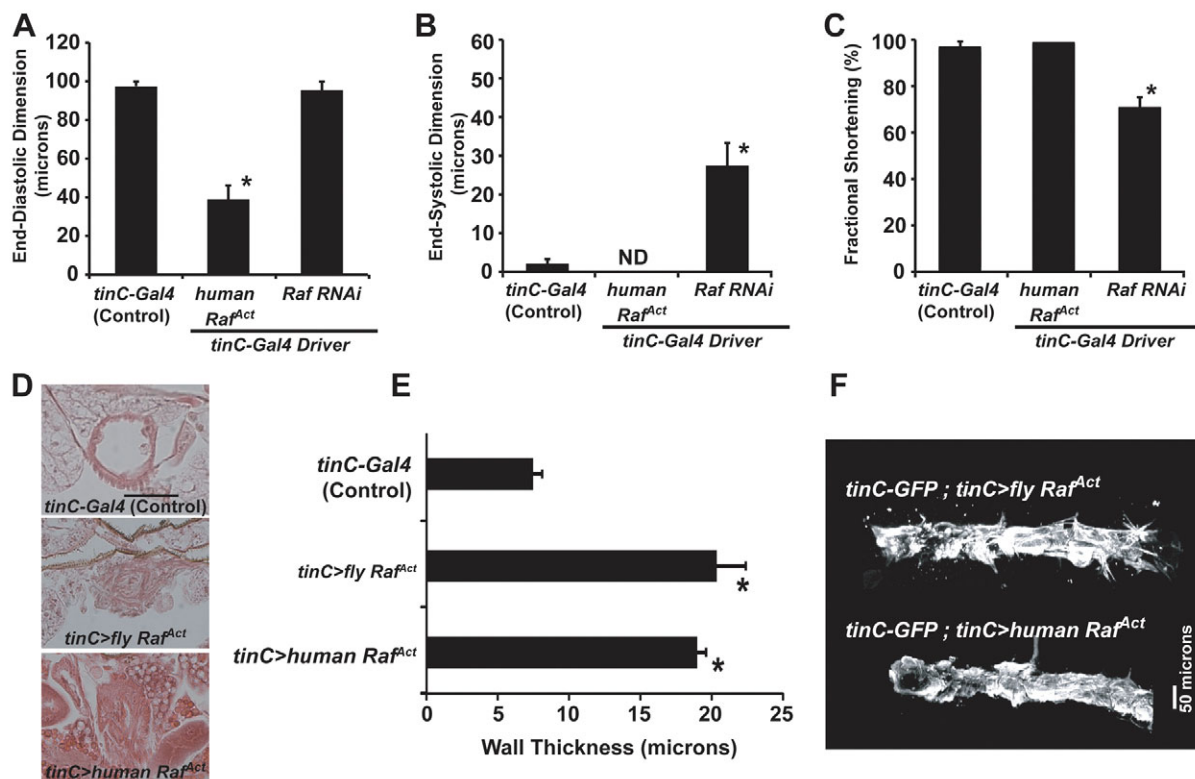 A
End-Diastolic Dimension
(microns)
120
100
80
60
40
20
0
*
tinC-Gal4
(Control)
human
Raf^Act
Raf RNAi
tinC-Gal4 Driver
B
End-Systolic Dimension
(microns)
60
50
40
30
20
10
0
ND
*
tinC-Gal4
(Control)
human
Raf^Act
Raf RNAi
tinC-Gal4 Driver
C
Fractional Shortening (%)
100
80
60
40
20
0
*
tinC-Gal4
(Control)
human
Raf^Act
Raf RNAi
tinC-Gal4 Driver
D
tinC-Gal4 (Control)
tinC>fly Raf^Act
tinC>human Raf^Act
E
tinC-Gal4
(Control)
tinC>fly Raf^Act
*
tinC>human Raf^Act
*
0 5 10 15 20 25
Wall Thickness (microns)
F
tinC-GFP ; tinC>fly Raf^Act
tinC-GFP ; tinC>human Raf^Act
50 microns